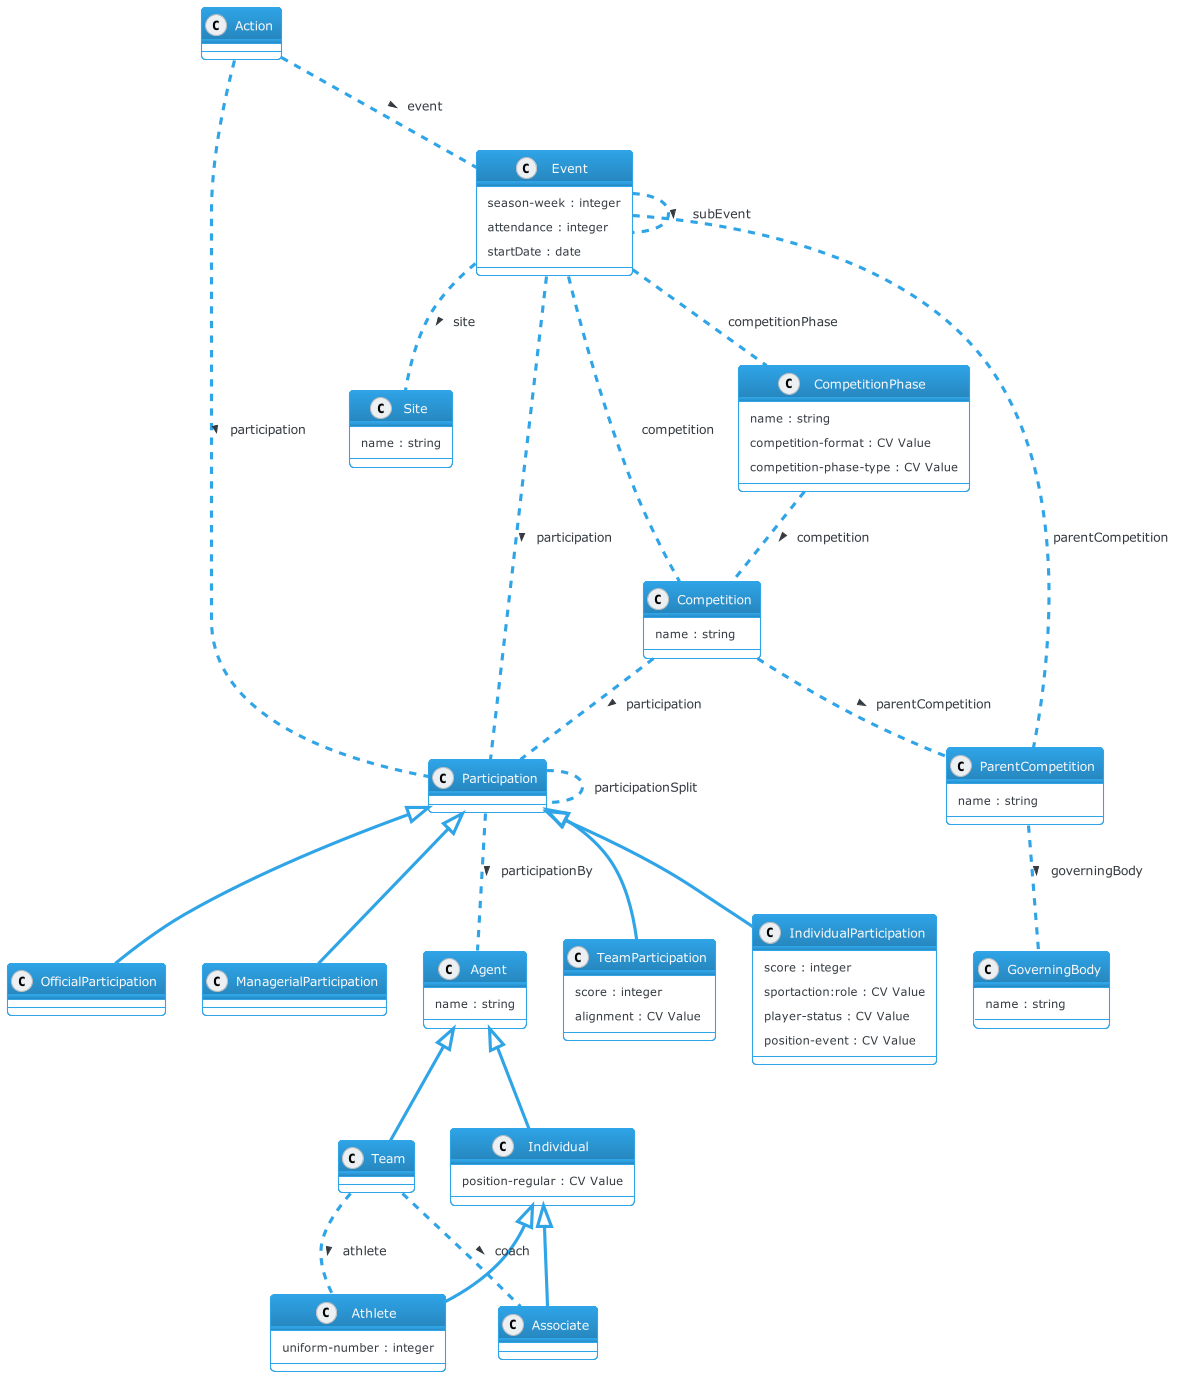 C Action
event
C Event
season-week : integer
attendance : integer
startDate : date
subEvent
site
competitionPhase
C Site
name : string
C CompetitionPhase
name : string
competition-format : CV Value
competition-phase-type : CV Value
participation
competition
participation
competition
parentCompetition
C Competition
name : string
participation
parentCompetition
C Participation
participationSplit
C ParentCompetition
name : string
participationBy
governingBody
C OfficialParticipation
C ManagerialParticipation
C Agent
name : string
C TeamParticipation
score : integer
alignment : CV Value
C IndividualParticipation
score : integer
sportaction:role : CV Value
player-status : CV Value
position-event : CV Value
C GoverningBody
name : string
C Team
C Individual
position-regular : CV Value
athlete
coach
C Athlete
uniform-number : integer
C Associate